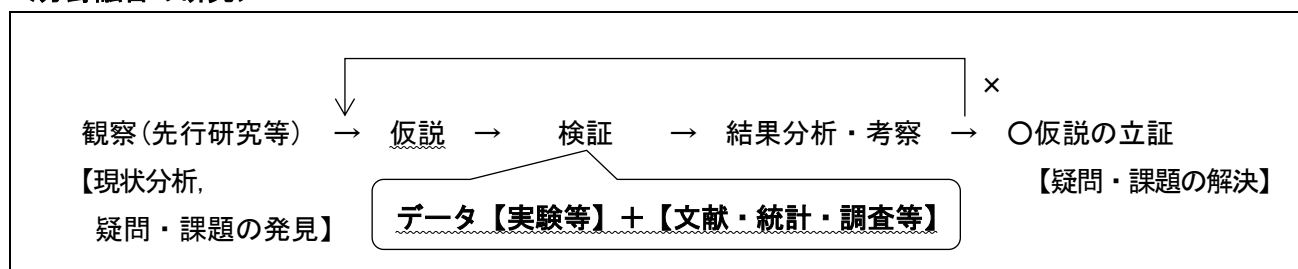 ×
観察(先行研究等) → 仮説 → 検証 → 結果分析・考察 → 〇仮説の立証
【現状分析, 【疑問・課題の解決】
疑問・課題の発見】
データ【実験等】+【文献・統計・調査等】